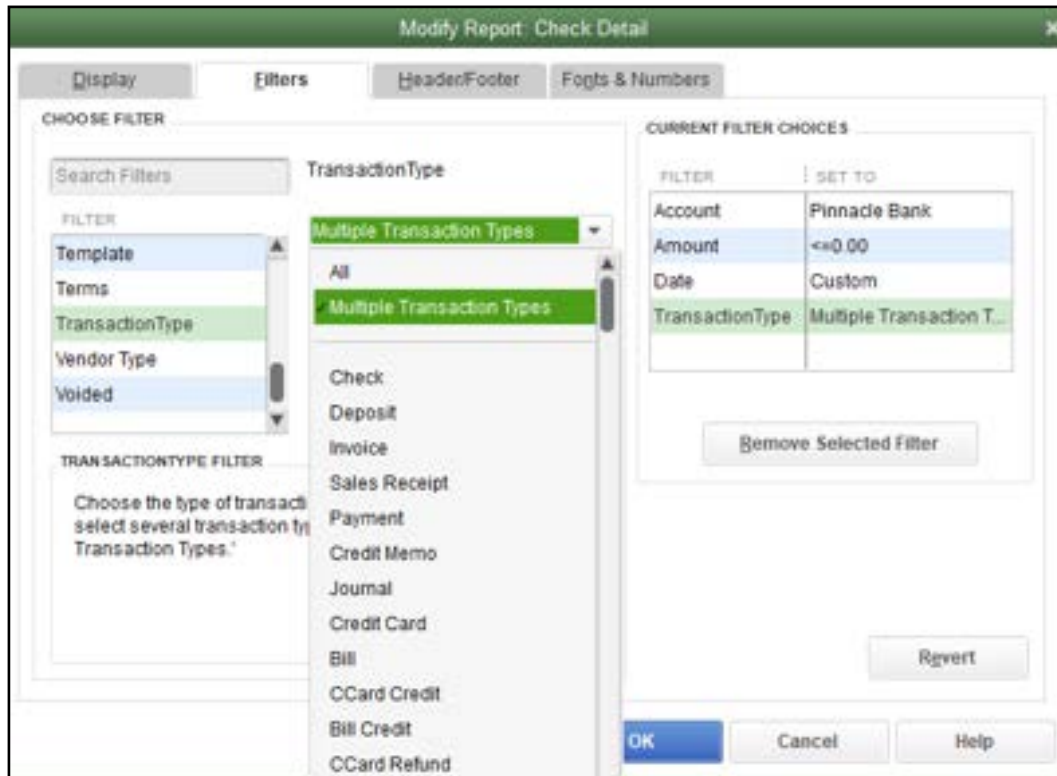 Modify Report: Check Detail
Display Filters Header/Footer Fonts & Numbers
CHOOSE FILTER
Search Filters
TransactionType
FILTER
Template
Terms
TransactionType
Vendor Type
Voided
Multiple Transaction Types
All
Multiple Transaction Types
Check
Deposit
Invoice
Sales Receipt
Payment
Credit Memo
Journal
Credit Card
Bill
CCard Credit
Bill Credit
CCard Refund
TRANSACTIONTYPE FILTER
Choose the type of transacti
select several transaction ty
Transaction Types.'
CURRENT FILTER CHOICES
FILTER SET TO
Account Pinnacle Bank
Amount <=0.00
Date Custom
TransactionType Multiple Transaction T...
Remove Selected Filter
Revert
OK Cancel Help